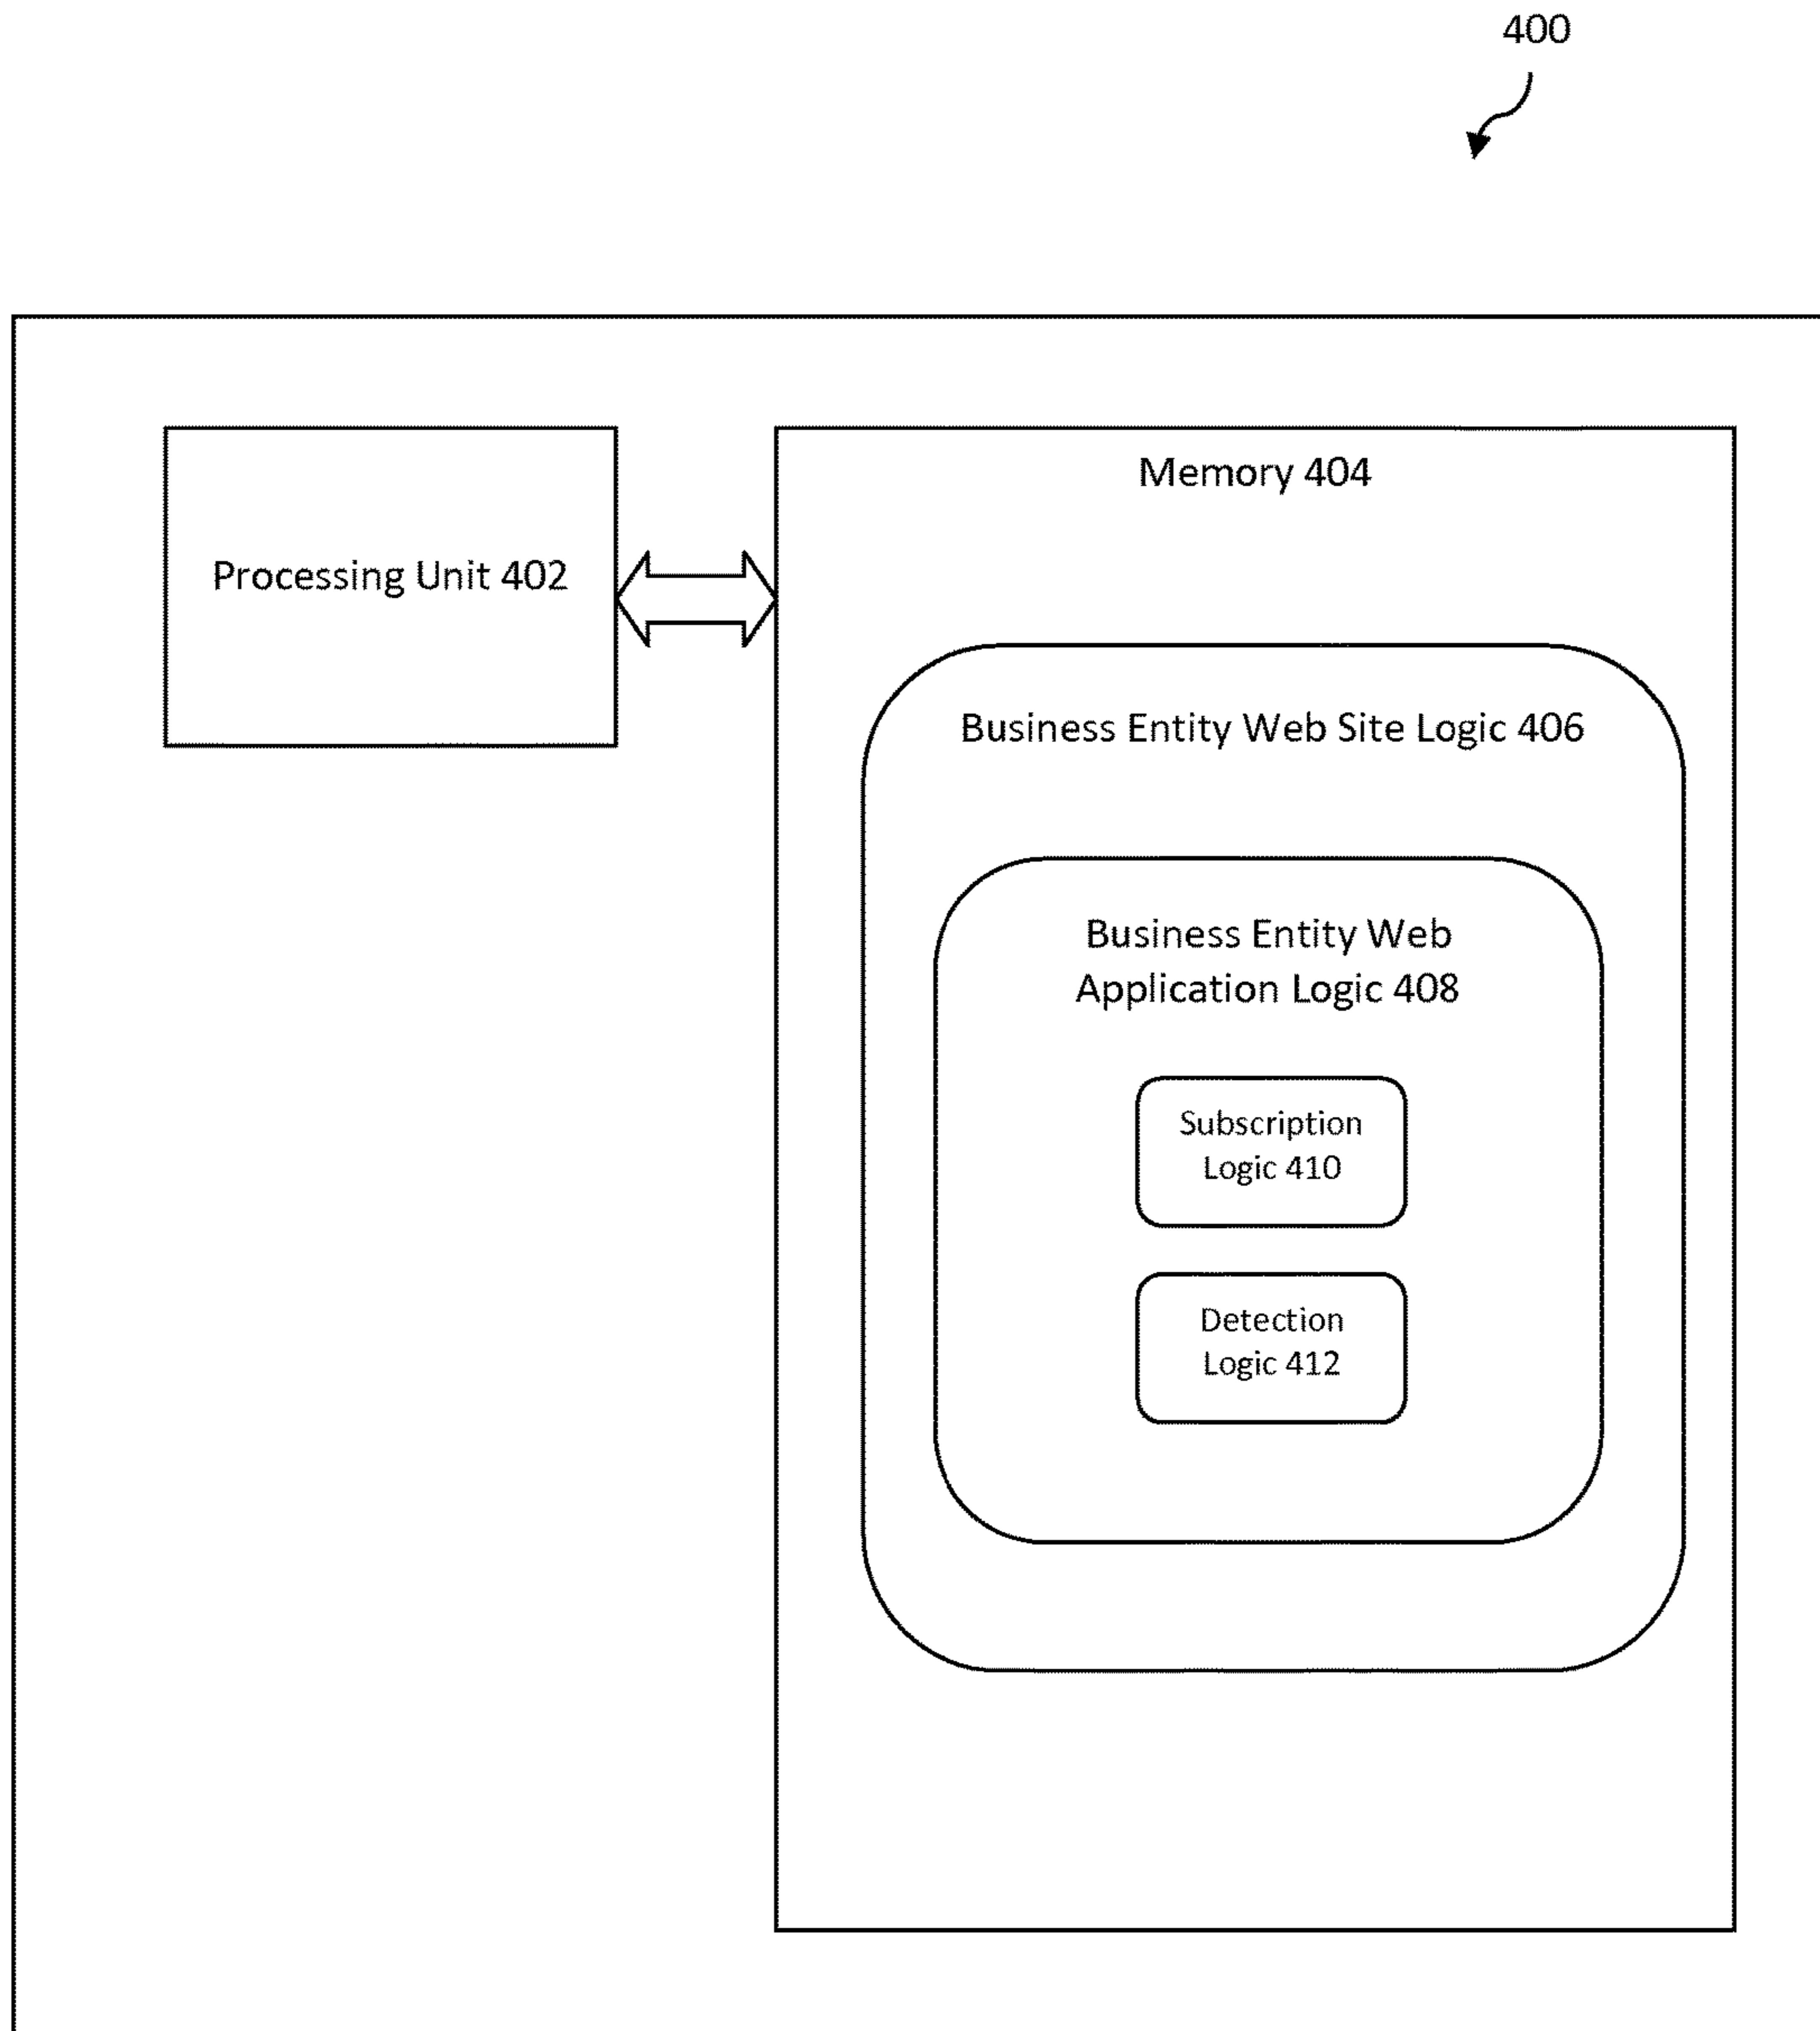 400
Processing Unit 402
Memory 404
Business Entity Web Site Logic 406
Business Entity Web
Application Logic 408
Subscription
Logic 410
Detection
Logic 412